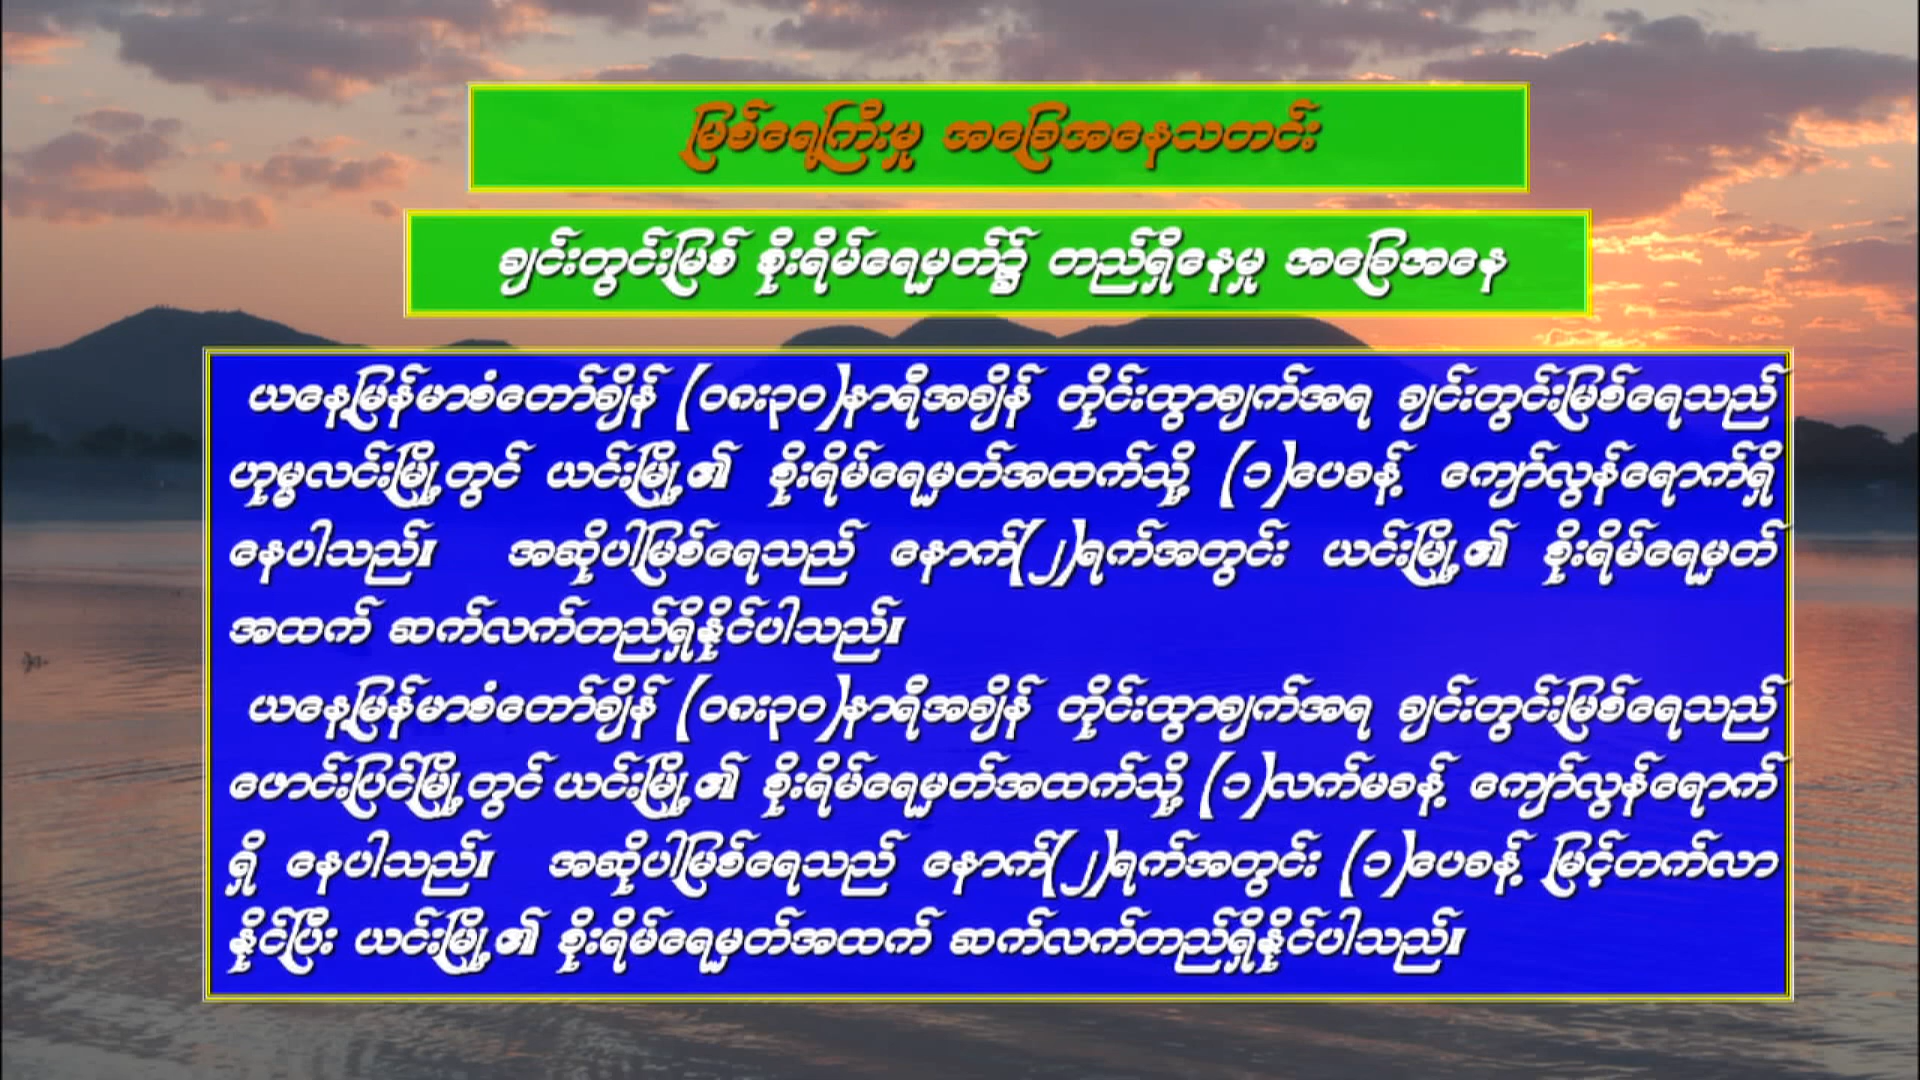 မြစ်ရေကြီးမှု အခြေအနေသတင်း
ချင်းတွင်းမြစ် စိုးရိမ်ရေမှတ်၌ တည်ရှိနေမှု အခြေအနေ
ယနေ့မြန်မာစံတော်ချိန် (၀၈း၃၀)နာရီအချိန် တိုင်းထွာချက်အရ ချင်းတွင်းမြစ်ရေသည်
ဟုမ္မလင်းမြို့တွင် ယင်းမြို့၏ စိုးရိမ်ရေမှတ်အထက်သို့ (၁)ပေခန့် ကျော်လွန်ရောက်ရှိ
နေပါသည်။ အဆိုပါမြစ်ရေသည် နောက်(၂)ရက်အတွင်း ယင်းမြို့၏ စိုးရိမ်ရေမှတ်
အထက် ဆက်လက်တည်ရှိနိုင်ပါသည်။
ယနေ့မြန်မာစံတော်ချိန် (၀၈း၃၀)နာရီအချိန် တိုင်းထွာချက်အရ ချင်းတွင်းမြစ်ရေသည်
ဖောင်းပြင်မြို့တွင် ယင်းမြို့၏ စိုးရိမ်ရေမှတ်အထက်သို့ (၁)လက်မခန့် ကျော်လွန်ရောက်
ရှိ နေပါသည်။ အဆိုပါမြစ်ရေသည် နောက်(၂)ရက်အတွင်း (၁)ပေခန့် မြင့်တက်လာ
နိုင်ပြီး ယင်းမြို့၏ စိုးရိမ်ရေမှတ်အထက် ဆက်လက်တည်ရှိနိုင်ပါသည်။